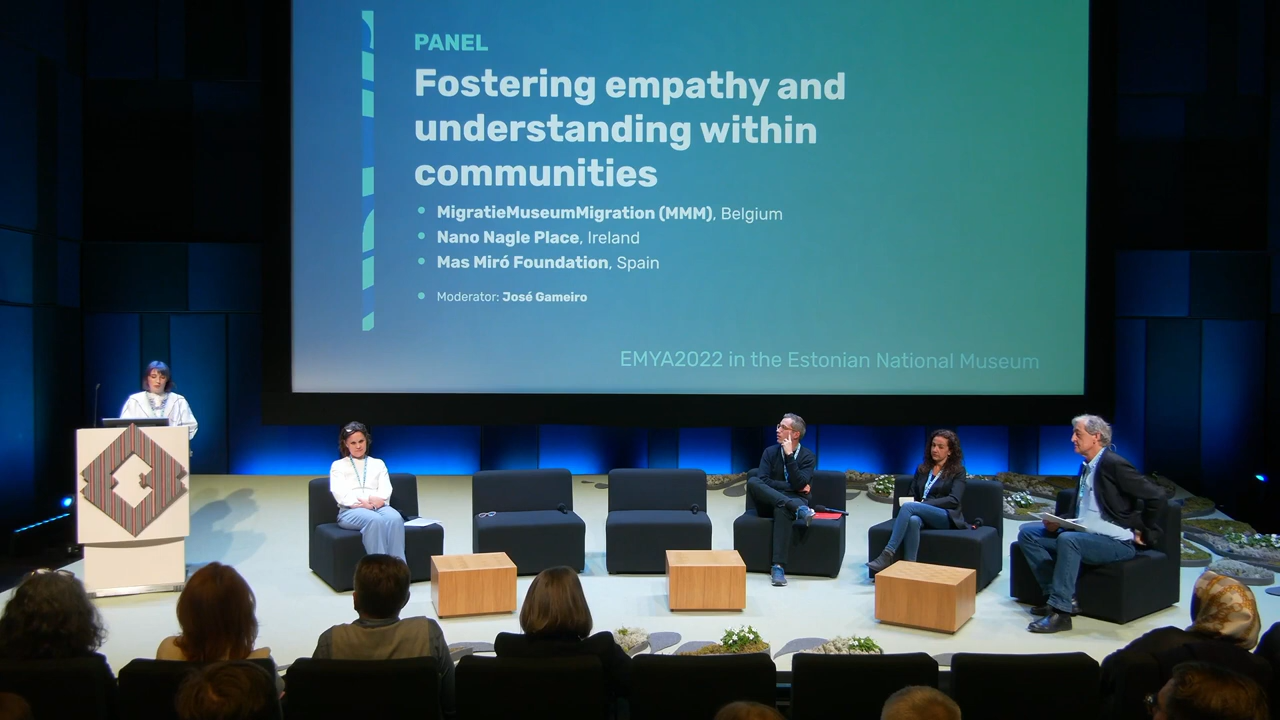 PANEL
Fostering empathy and
understanding within
communities
MigratieMuseumMigration (MMM), Belgium
Nano Nagle Place, Ireland
Mas Miró Foundation, Spain
Moderator: José Gameiro
EMYA2022 in the Estonian National Museum